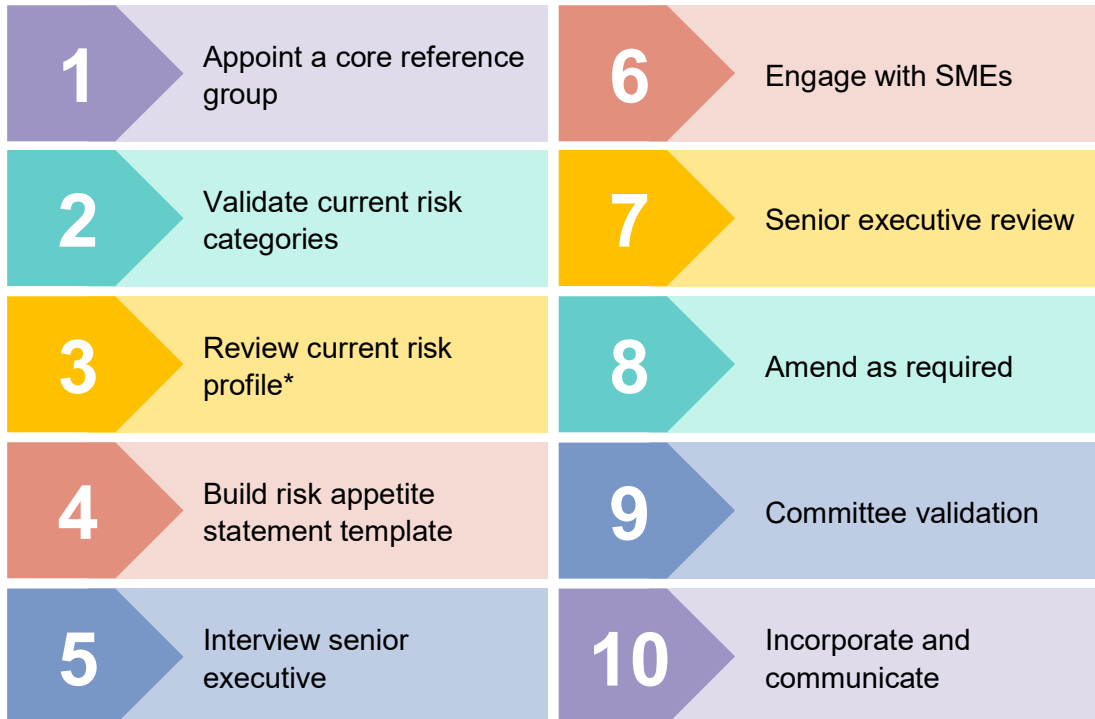 1
Appoint a core reference
group
2
Validate current risk
categories
3
Review current risk
profile*
4
Build risk appetite
statement template
5
Interview senior
executive
6
Engage with SMEs
7
Senior executive review
8
Amend as required
9
Committee validation
10
Incorporate and
communicate